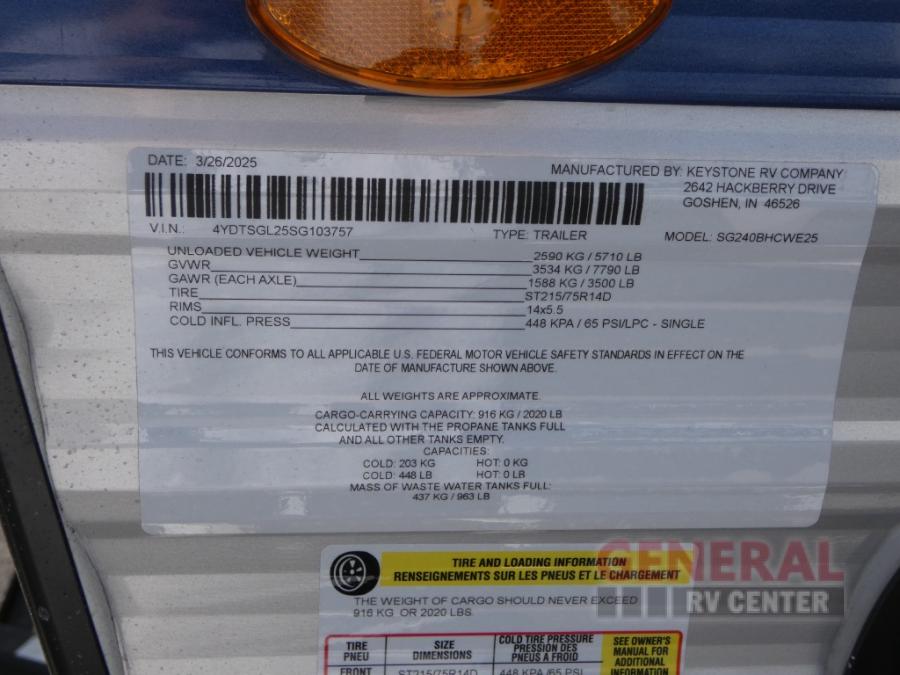 DATE: 3/26/2025
MANUFACTURED BY: KEYSTONE RV COMPANY
2642 HACKBERRY DRIVE
GOSHEN, IN 46526
V.I.N.: 4YDTSGL25SG103757 TYPE: TRAILER MODEL: SG240BHCWE25
UNLOADED VEHICLE WEIGHT 2590 KG / 5710 LB
GVWR 3534 KG / 7790 LB
GAWR (EACH AXLE) 1588 KG / 3500 LB
TIRE ST215/75R14D
RIMS 14x5.5
COLD INFL. PRESS 448 KPA / 65 PSI/LPC - SINGLE
THIS VEHICLE CONFORMS TO ALL APPLICABLE U.S. FEDERAL MOTOR VEHICLE SAFETY STANDARDS IN EFFECT ON THE
DATE OF MANUFACTURE SHOWN ABOVE.
ALL WEIGHTS ARE APPROXIMATE.
CARGO-CARRYING CAPACITY: 916 KG / 2020 LB
CALCULATED WITH THE PROPANE TANKS FULL
AND ALL OTHER TANKS EMPTY.
CAPACITIES:
COLD: 203 KG HOT: 0 KG
COLD: 448 LB HOT: 0 LB
MASS OF WASTE WATER TANKS FULL:
437 KG / 963 LB
TIRE AND LOADING INFORMATION
RENSEIGNEMENTS SUR LES PNEUS ET LE CHARGEMENT
THE WEIGHT OF CARGO SHOULD NEVER EXCEED
916 KG OR 2020 LBS.
GENERAL
RV CENTER
TIRE
PNEU
SIZE
DIMENSIONS
COLD TIRE PRESSURE
PRESSION DES
PNEUS A FROID
SEE OWNER'S
MANUAL FOR
ADDITIONAL
INFORMATION
FRONT ST215/75R14D 448 KPA /65 PSI